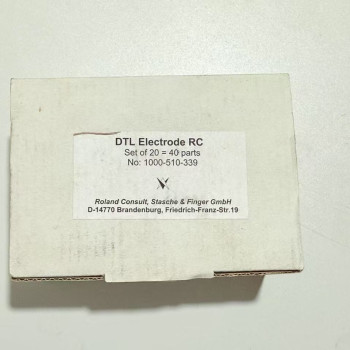 DTL Electrode RC
Set of 20 = 40 parts
No: 1000-510-339
Roland Consult, Stasche & Finger GmbH
D-14770 Brandenburg, Friedrich-Franz-Str.19